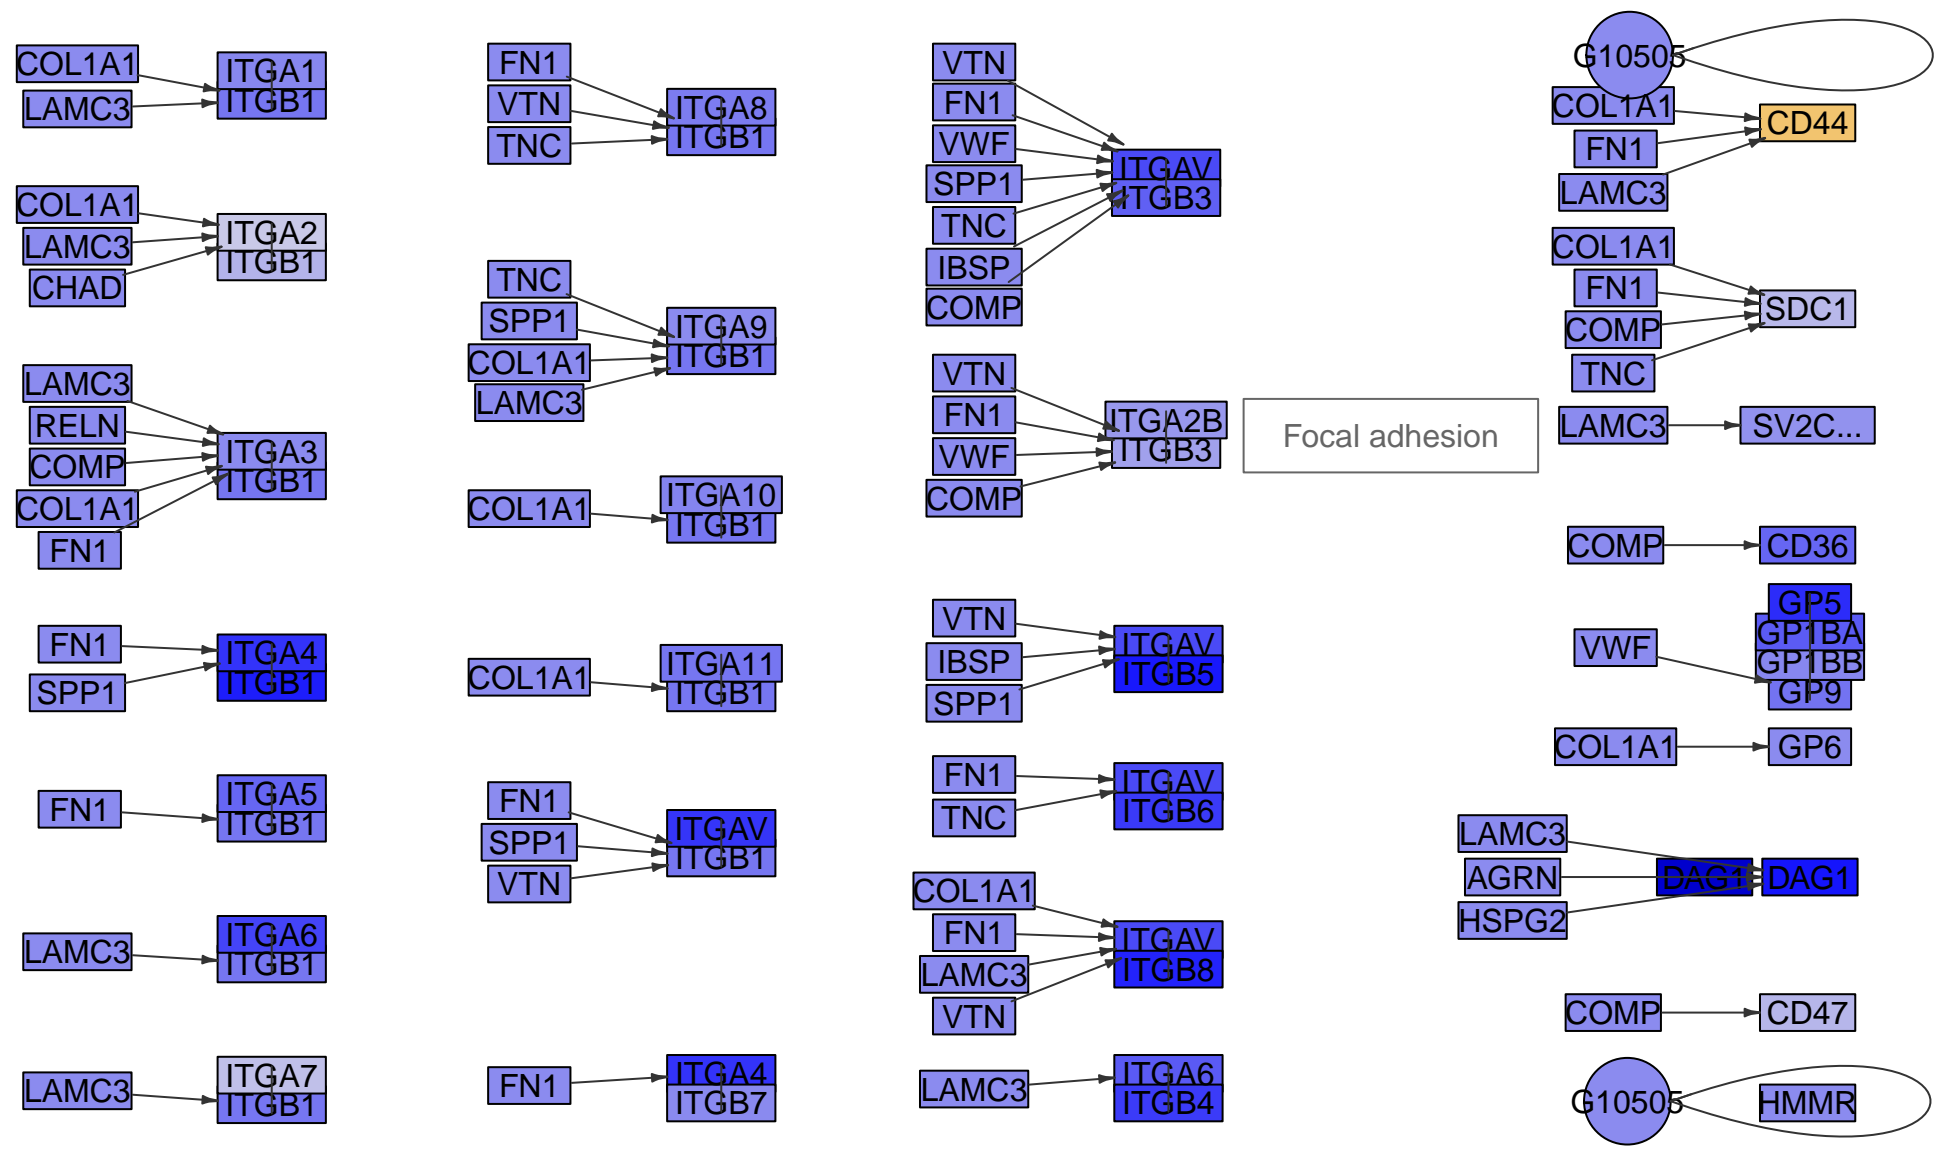 COL1A1
LAMC3
ITGA1
ITGB1
COL1A1
LAMC3
CHAD
ITGA2
ITGB1
LAMC3
RELN
COMP
COL1A1
FN1
ITGA3
ITGB1
FN1
SPP1
ITGA4
ITGB1
FN1
ITGA5
ITGB1
LAMC3
ITGA6
ITGB1
LAMC3
ITGA7
ITGB1
FN1
VTN
TNC
ITGA8
ITGB1
TNC
SPP1
COL1A1
LAMC3
ITGA9
ITGB1
COL1A1
ITGA10
ITGB1
COL1A1
ITGA11
ITGB1
FN1
SPP1
VTN
ITGAV
ITGB1
FN1
ITGA4
ITGB7
VTN
FN1
VWF
SPP1
TNC
IBSP
COMP
ITGAV
ITGB3
VTN
FN1
VWF
COMP
ITGA2B
ITGB3
Focal adhesion
VTN
IBSP
SPP1
ITGAV
ITGB5
FN1
TNC
ITGAV
ITGB6
COL1A1
FN1
LAMC3
VTN
ITGAV
ITGB8
LAMC3
ITGA6
ITGB4
G10505
COL1A1
FN1
LAMC3
CD44
COL1A1
FN1
COMP
TNC
SDC1
LAMC3
SV2C...
COMP
CD36
VWF
GP5
GP1BA
GP1BB
GP9
COL1A1
GP6
LAMC3
AGRN
HSPG2
DAG1
DAG1
COMP
CD47
G10505
HMMR